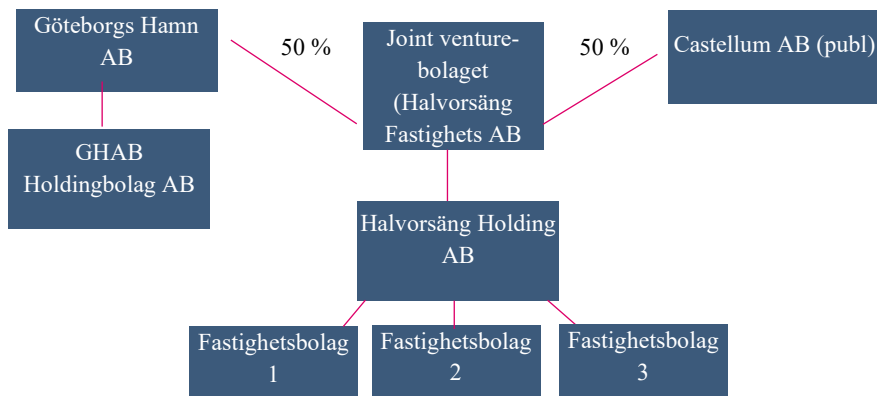 Göteborgs Hamn
AB
50 %
Joint venture-
bolaget
(Halvorsäng
Fastighets AB
50 %
Castellum AB (publ)
GHAB
Holdingbolag AB
Halvorsäng Holding
AB
Fastighetsbolag
1
Fastighetsbolag
2
Fastighetsbolag
3